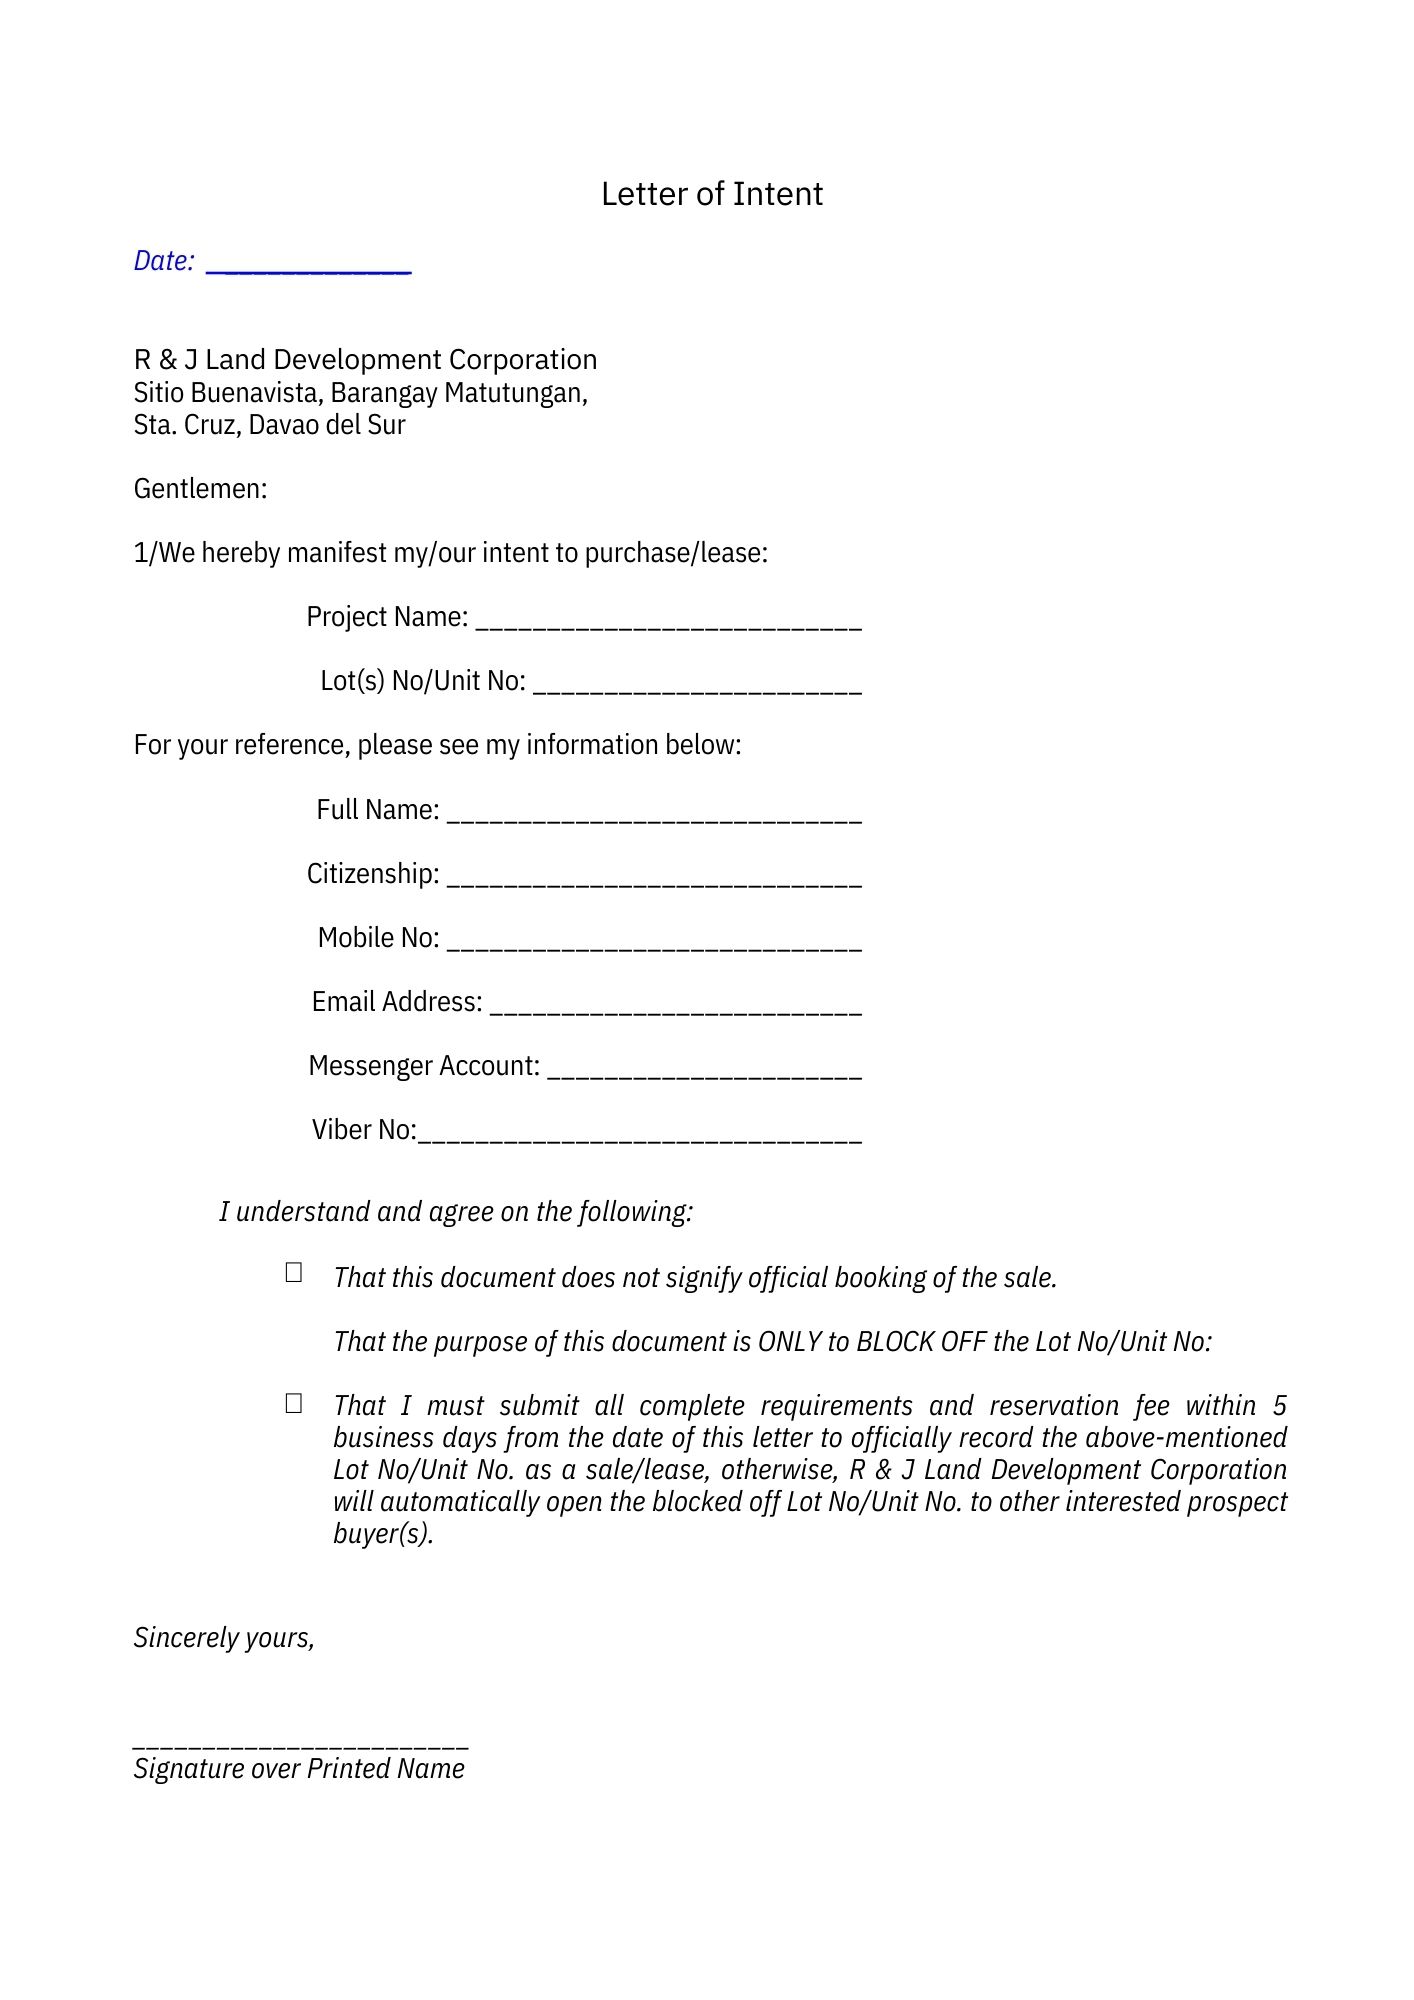 Letter of Intent
Date: ______________
R & J Land Development Corporation
Sitio Buenavista, Barangay Matutungan,
Sta. Cruz, Davao del Sur
Gentlemen:
1/We hereby manifest my/our intent to purchase/lease:
Project Name: ___________________________
Lot(s) No/Unit No: _______________________
For your reference, please see my information below:
Full Name: _____________________________
Citizenship: _____________________________
Mobile No: _____________________________
Email Address: __________________________
Messenger Account: ______________________
Viber No:_______________________________
I understand and agree on the following:
☐ That this document does not signify official booking of the sale.
That the purpose of this document is ONLY to BLOCK OFF the Lot No/Unit No:
☐ That I must submit all complete requirements and reservation fee within 5
business days from the date of this letter to officially record the above-mentioned
Lot No/Unit No. as a sale/lease, otherwise, R & J Land Development Corporation
will automatically open the blocked off Lot No/Unit No. to other interested prospect
buyer(s).
Sincerely yours,
________________________
Signature over Printed Name